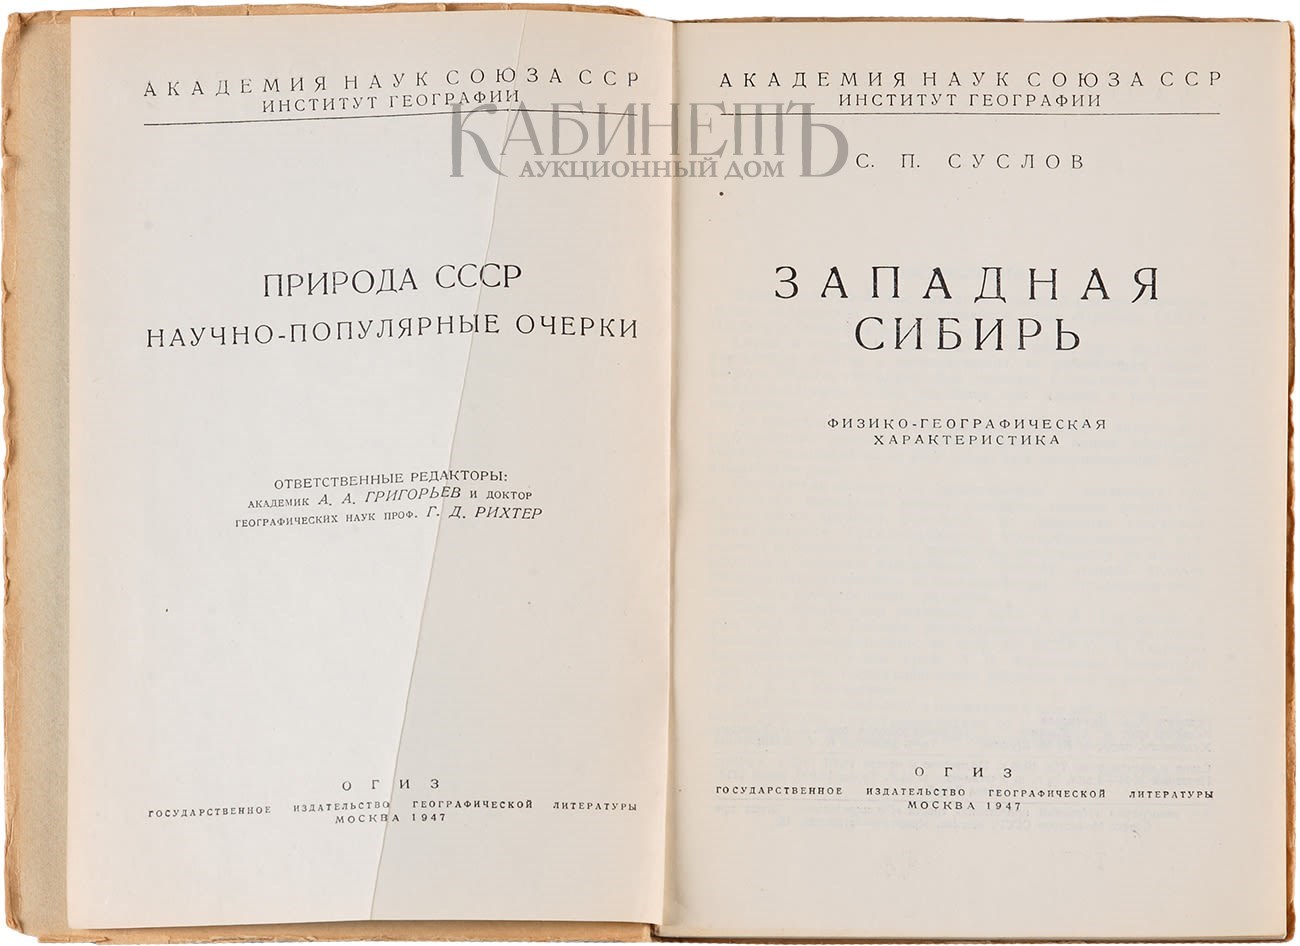 АКАДЕМИЯ НАУК СОЮЗА ССР
ИНСТИТУТ ГЕОГРАФИИ
ПРИРОДА СССР
НАУЧНО-ПОПУЛЯРНЫЕ ОЧЕРКИ
ОТВЕТСТВЕННЫЕ РЕДАКТОРЫ:
АКАДЕМИК А. А. ГРИГОРЬЕВ И ДОКТОР
ГЕОГРАФИЧЕСКИХ НАУК ПРОФ. Г. Д. РИХТЕР
ОГИЗ
ГОСУДАРСТВЕННОЕ ИЗДАТЕЛЬСТВО ГЕОГРАФИЧЕСКОЙ ЛИТЕРАТУРЫ
МОСКВА 1947
КАБИНЕТЪ
АУКЦИОННЫЙ ДОМ
АКАДЕМИЯ НАУК СОЮЗА ССР
ИНСТИТУТ ГЕОГРАФИИ
С. П. СУСЛОВ
ЗАПАДНАЯ
СИБИРЬ
ФИЗИКО-ГЕОГРАФИЧЕСКАЯ
ХАРАКТЕРИСТИКА
ОГИЗ
ГОСУДАРСТВЕННОЕ ИЗДАТЕЛЬСТВО ГЕОГРАФИЧЕСКОЙ ЛИТЕРАТУРЫ
МОСКВА 1947